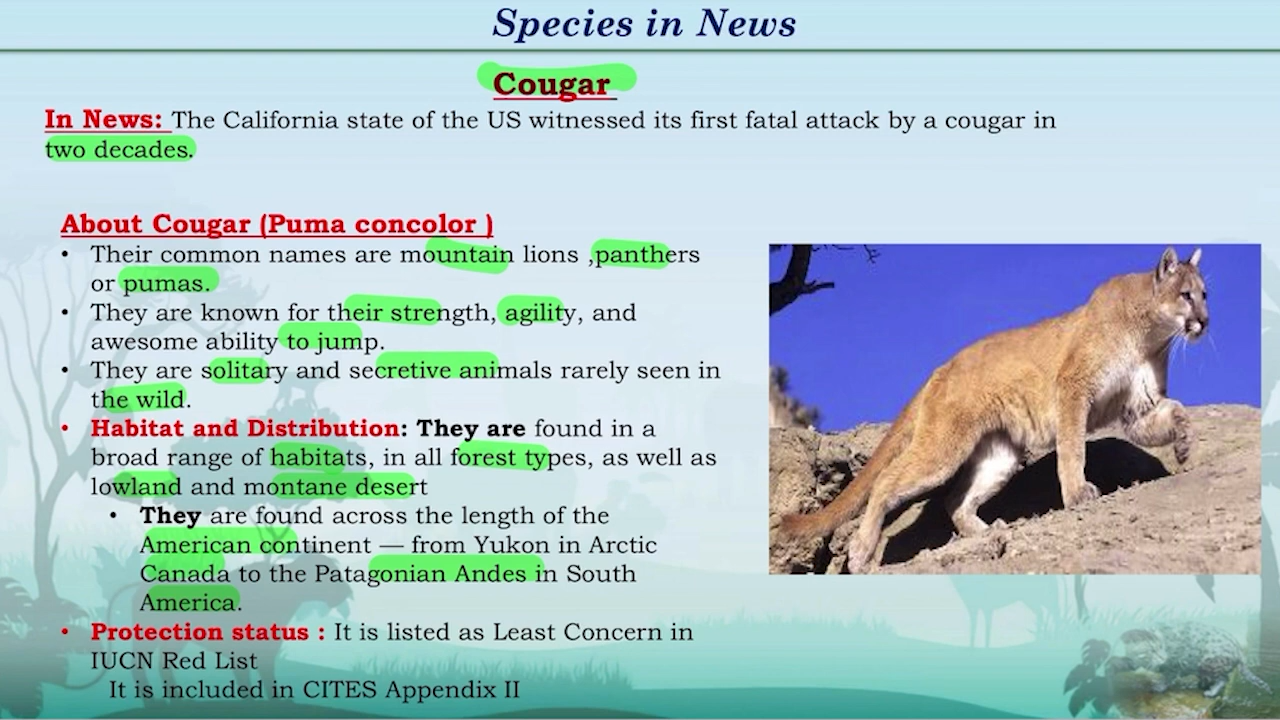 Species in News
Cougar
In News: The California state of the US witnessed its first fatal attack by a cougar in
two decades.
About Cougar (Puma concolor )
• Their common names are mountain lions ,panthers
or pumas.
• They are known for their strength, agility, and
awesome ability to jump.
• They are solitary and secretive animals rarely seen in
the wild.
• Habitat and Distribution: They are found in a
broad range of habitats, in all forest types, as well as
lowland and montane desert
• They are found across the length of the
American continent — from Yukon in Arctic
Canada to the Patagonian Andes in South
America.
• Protection status : It is listed as Least Concern in
IUCN Red List
It is included in CITES Appendix II